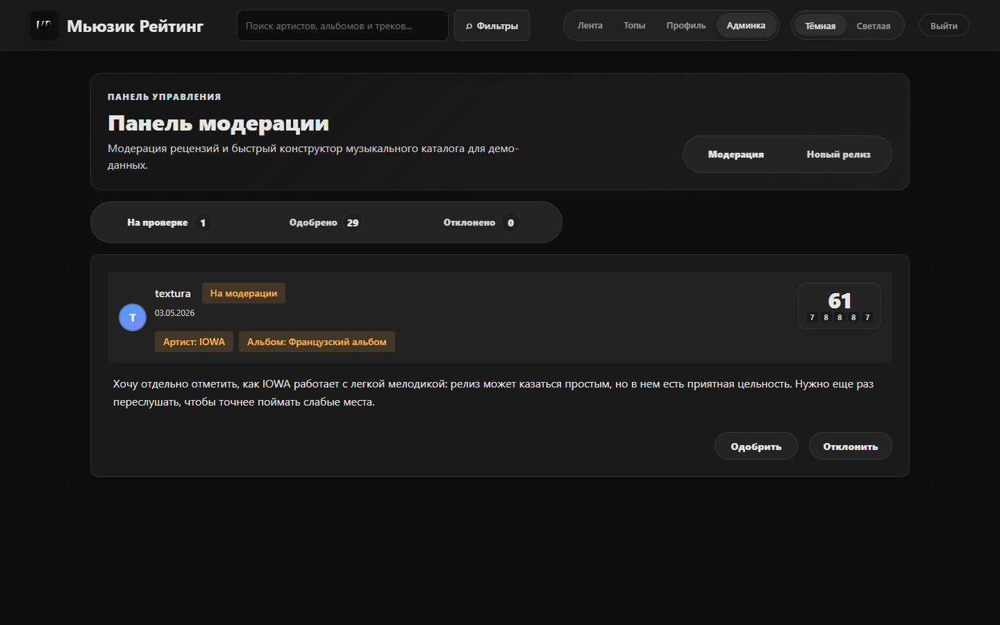 МР Мьюзик Рейтинг
Поиск артистов, альбомов и треков...
Фильтры
Лента Топы Профиль Админка
Тёмная Светлая
Выйти
ПАНЕЛЬ УПРАВЛЕНИЯ
Панель модерации
Модерация рецензий и быстрый конструктор музыкального каталога для демо-
данных.
Модерация Новый релиз
На проверке 1 Одобрено 29 Отклонено 0
T
textura На модерации
03.05.2026
Артист: IOWA Альбом: Французский альбом
61
7 8 8 8 7
Хочу отдельно отметить, как IOWA работает с легкой мелодикой: релиз может казаться простым, но в нем есть приятная цельность. Нужно еще раз
переслушать, чтобы точнее поймать слабые места.
Одобрить Отклонить